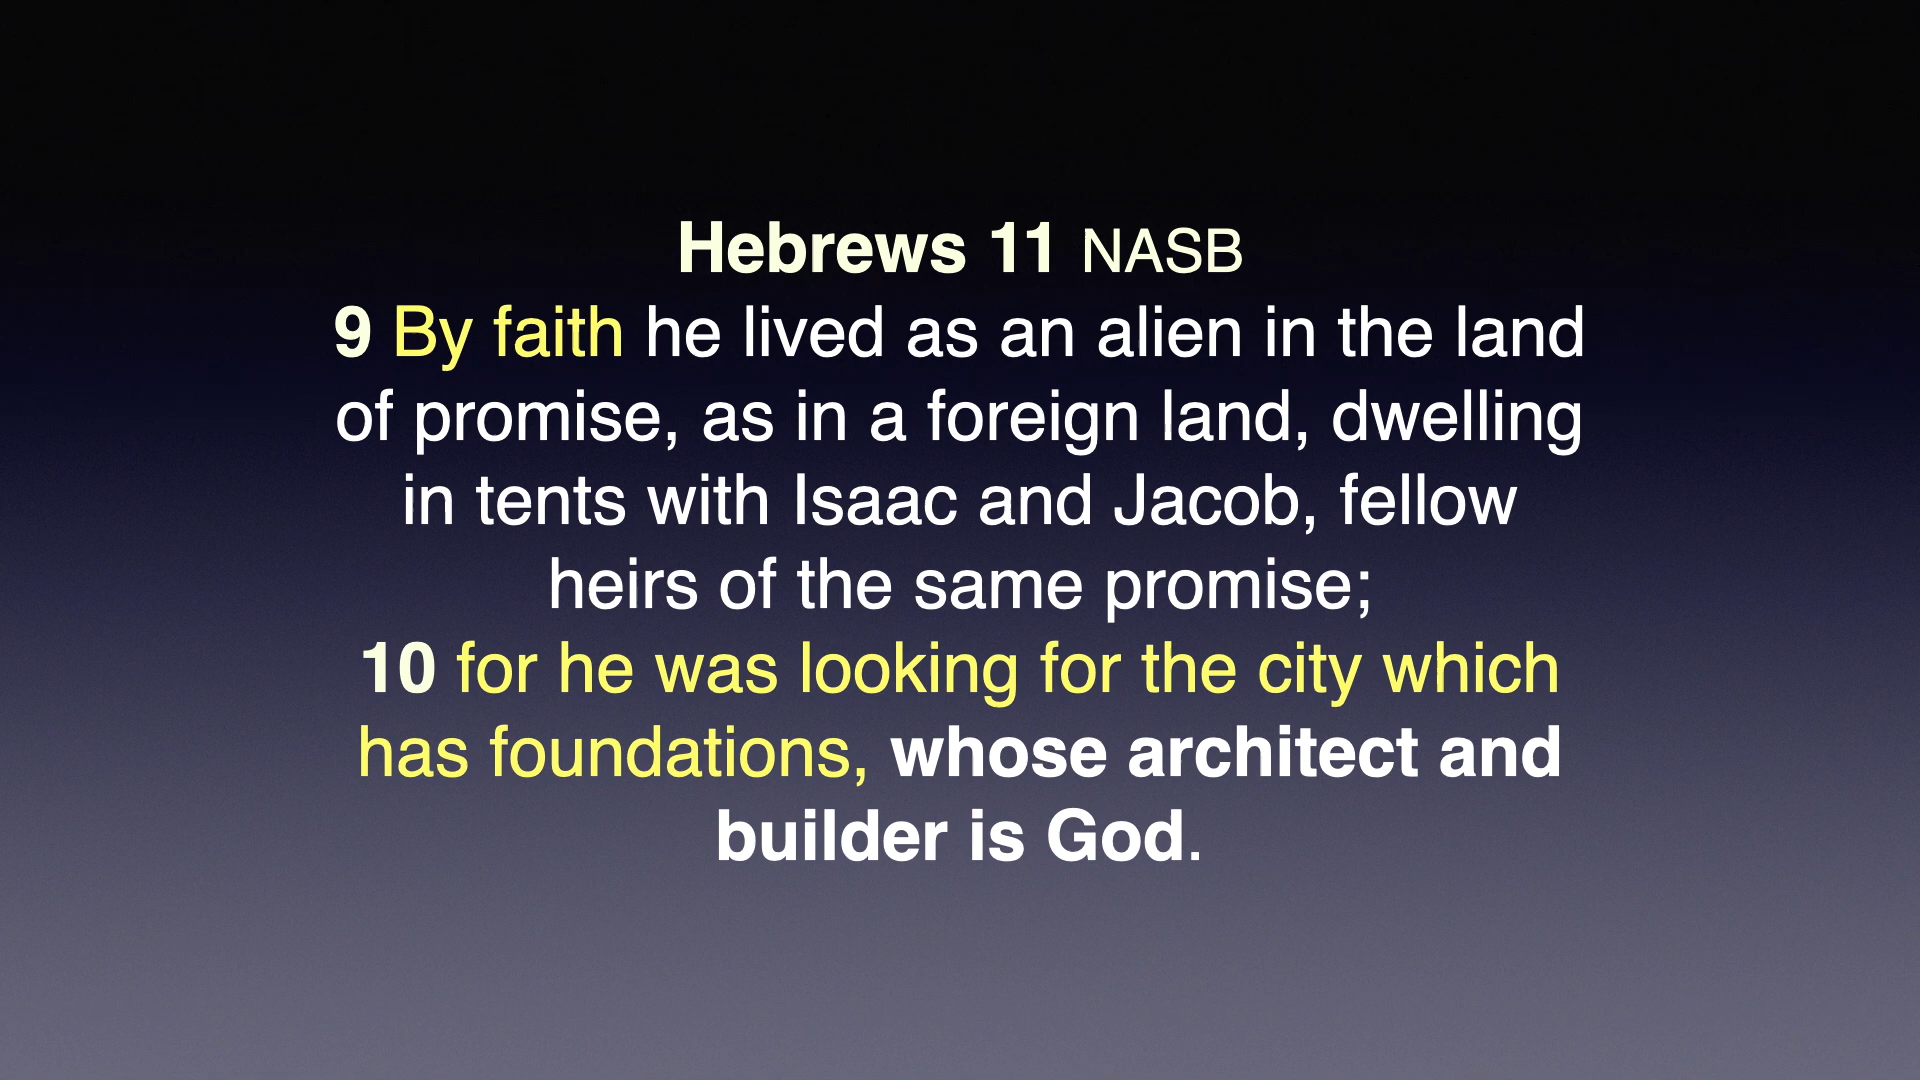 Hebrews 11 NASB
9 By faith he lived as an alien in the land
of promise, as in a foreign land, dwelling
in tents with Isaac and Jacob, fellow
heirs of the same promise;
10 for he was looking for the city which
has foundations, whose architect and
builder is God.